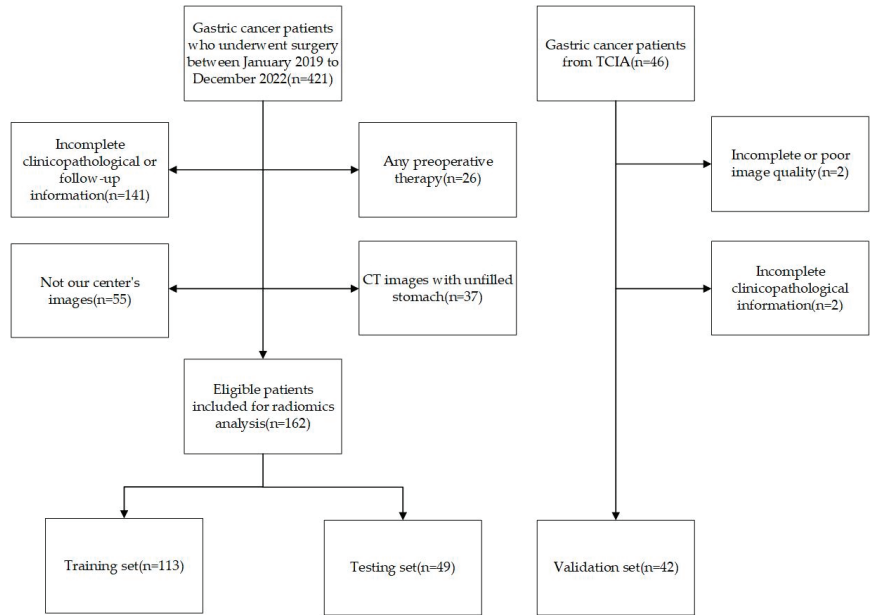 Gastric cancer patients
who underwent surgery
between January 2019 to
December 2022(n=421)
Gastric cancer patients
from TCIA(n=46)
Incomplete
clinicopathological or
follow-up
information(n=141)
Any preoperative
therapy(n=26)
Incomplete or poor
image quality(n=2)
Not our center's
images(n=55)
CT images with unfilled
stomach(n=37)
Incomplete
clinicopathological
information(n=2)
Eligible patients
included for radiomics
analysis(n=162)
Training set(n=113)
Testing set(n=49)
Validation set(n=42)